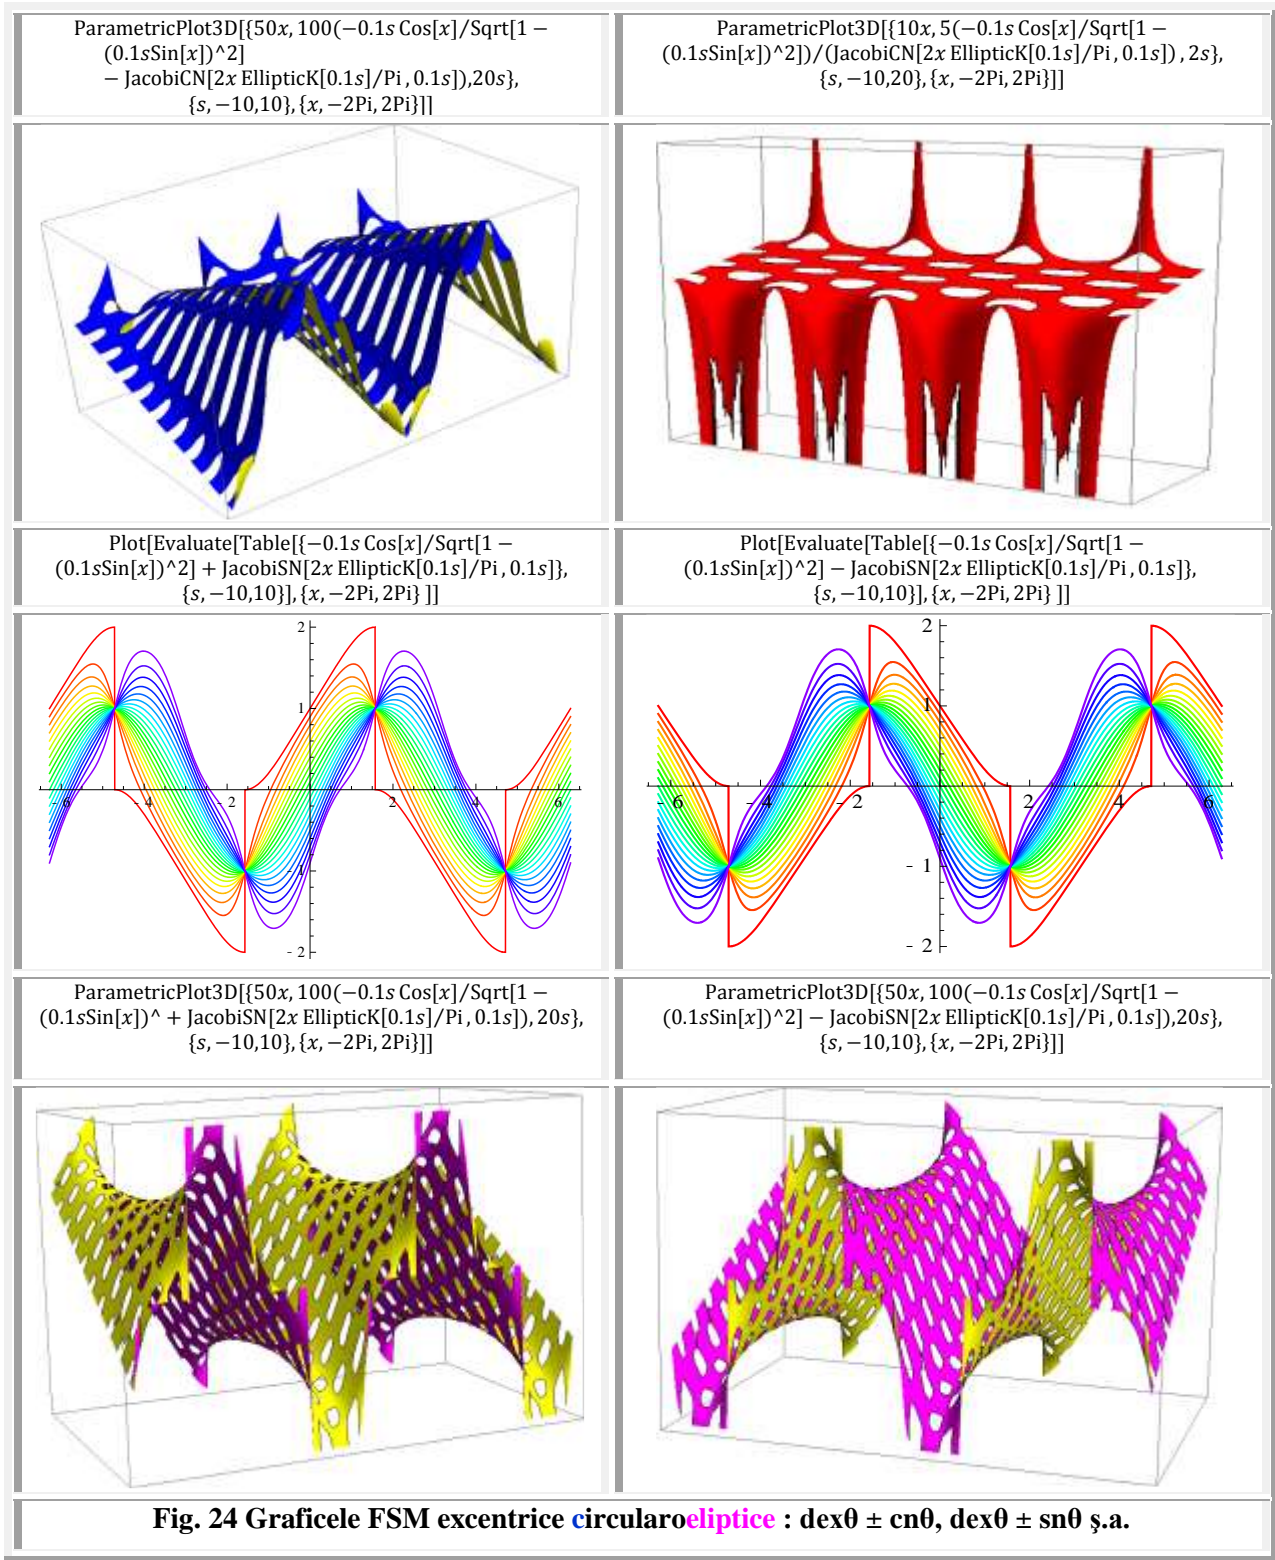 ParametricPlot3D[{50x, 100(−0.1s Cos[x]/Sqrt[1 −
(0.1sSin[x])^2]
− JacobiCN[2x EllipticK[0.1s]/Pi , 0.1s]),20s},
{s, −10,10}, {x, −2Pi, 2Pi}]]
ParametricPlot3D[{10x, 5(−0.1s Cos[x]/Sqrt[1 −
(0.1sSin[x])^2])/(JacobiCN[2x EllipticK[0.1s]/Pi , 0.1s]) , 2s},
{s, −10,20}, {x, −2Pi, 2Pi}]]
Plot[Evaluate[Table[{−0.1s Cos[x]/Sqrt[1 −
(0.1sSin[x])^2] + JacobiSN[2x EllipticK[0.1s]/Pi , 0.1s]},
{s, −10,10}], {x, −2Pi, 2Pi} ]]
Plot[Evaluate[Table[{−0.1s Cos[x]/Sqrt[1 −
(0.1sSin[x])^2] − JacobiSN[2x EllipticK[0.1s]/Pi , 0.1s]},
{s, −10,10}], {x, −2Pi, 2Pi} ]]
2
1
- 6 - 4 - 2 2 4 6
- 1
- 2
2
1
- 6 - 4 - 2 2 4 6
- 1
- 2
ParametricPlot3D[{50x, 100(−0.1s Cos[x]/Sqrt[1 −
(0.1sSin[x])^ + JacobiSN[2x EllipticK[0.1s]/Pi , 0.1s]), 20s},
{s, −10,10}, {x, −2Pi, 2Pi}]]
ParametricPlot3D[{50x, 100(−0.1s Cos[x]/Sqrt[1 −
(0.1sSin[x])^2] − JacobiSN[2x EllipticK[0.1s]/Pi , 0.1s]),20s},
{s, −10,10}, {x, −2Pi, 2Pi}]]
Fig. 24 Graficele FSM excentrice circularoeliptice : dexθ ± cnθ, dexθ ± snθ ş.a.